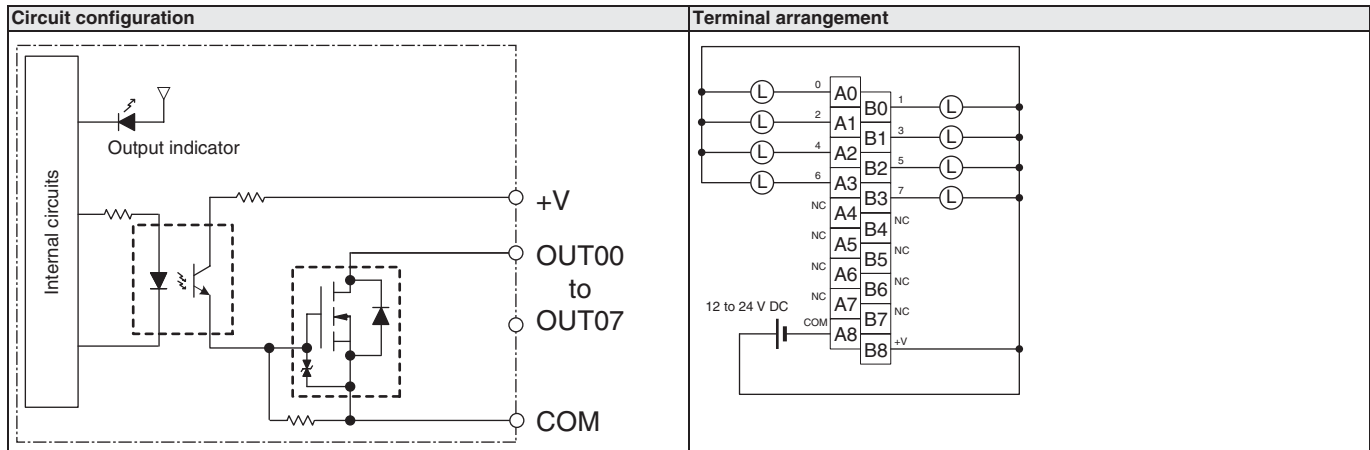 Circuit configuration
Terminal arrangement
Internal circuits
Output indicator
+V
OUT00
to
OUT07
COM
L 0 A0
B0 1 L
L 2 A1
B1 3 L
L 4 A2
B2 5 L
L 6 A3
B3 7 L
NC A4
B4 NC
NC A5
B5 NC
NC A6
B6 NC
NC A7
B7 NC
12 to 24 V DC
COM A8
B8 +V